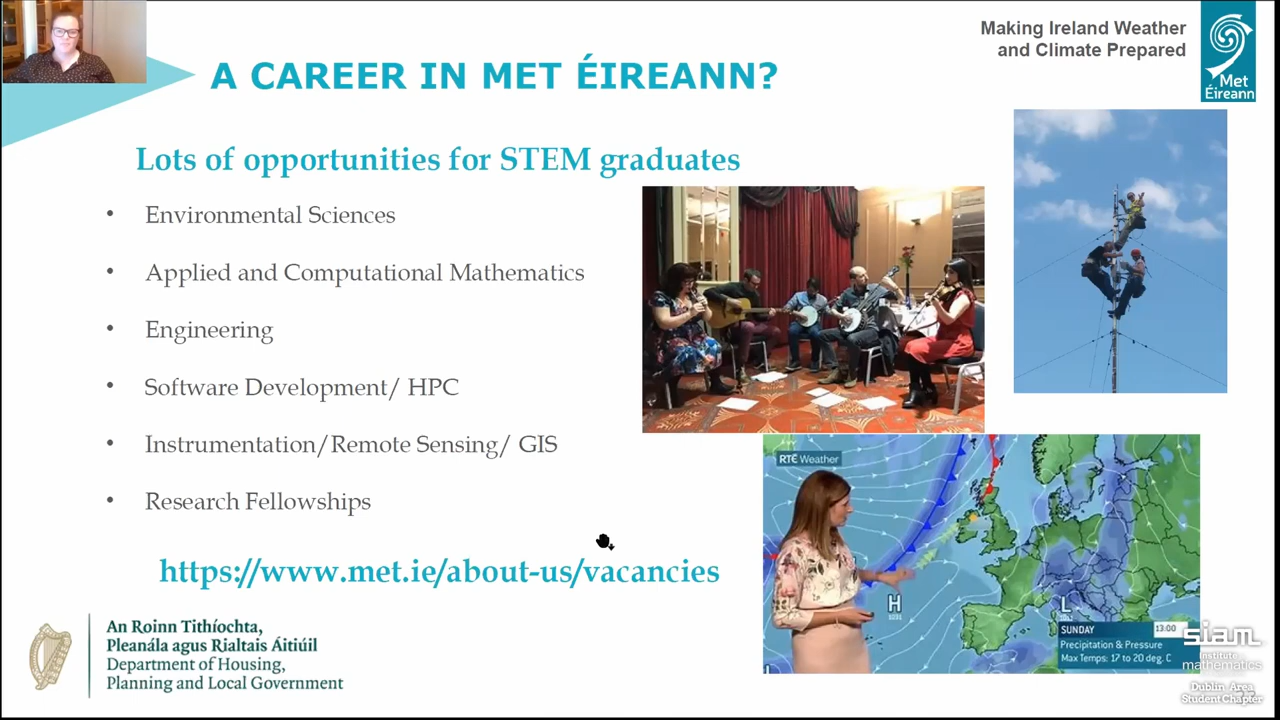 Making Ireland Weather
and Climate Prepared
Met
Éireann
A CAREER IN MET ÉIREANN?
Lots of opportunities for STEM graduates
• Environmental Sciences
• Applied and Computational Mathematics
• Engineering
• Software Development/ HPC
• Instrumentation/Remote Sensing/ GIS
• Research Fellowships
https://www.met.ie/about-us/vacancies
RTÉ Weather
H
1031
L
SUNDAY
13:00
Precipitation & Pressure
Max Temps: 17 to 20 deg. C
An Roinn Tithíochta,
Pleanála agus Rialtais Áitiúil
Department of Housing,
Planning and Local Government
siam
Institute
mathematics
Dublin Area
Student Chapter